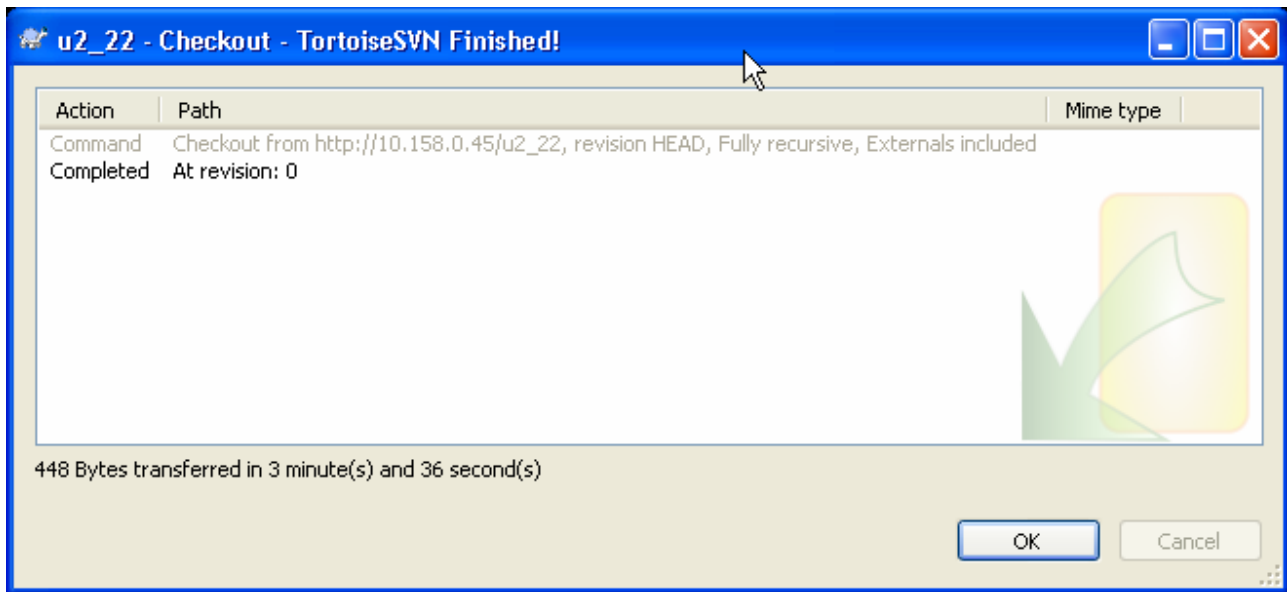 u2_22 - Checkout - TortoiseSVN Finished!
Action Path Mime type
Command Checkout from http://10.158.0.45/u2_22, revision HEAD, Fully recursive, Externals included
Completed At revision: 0
448 Bytes transferred in 3 minute(s) and 36 second(s)
OK Cancel